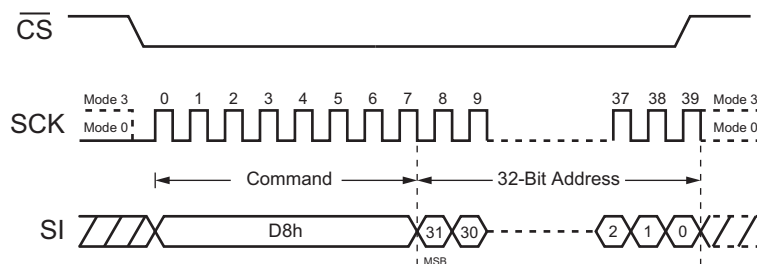 CS
Mode 3 0 1 2 3 4 5 6 7 8 9 37 38 39 Mode 3
SCK Mode 0 Mode 0
Command 32-Bit Address
SI D8h 31 30 2 1 0
MSB